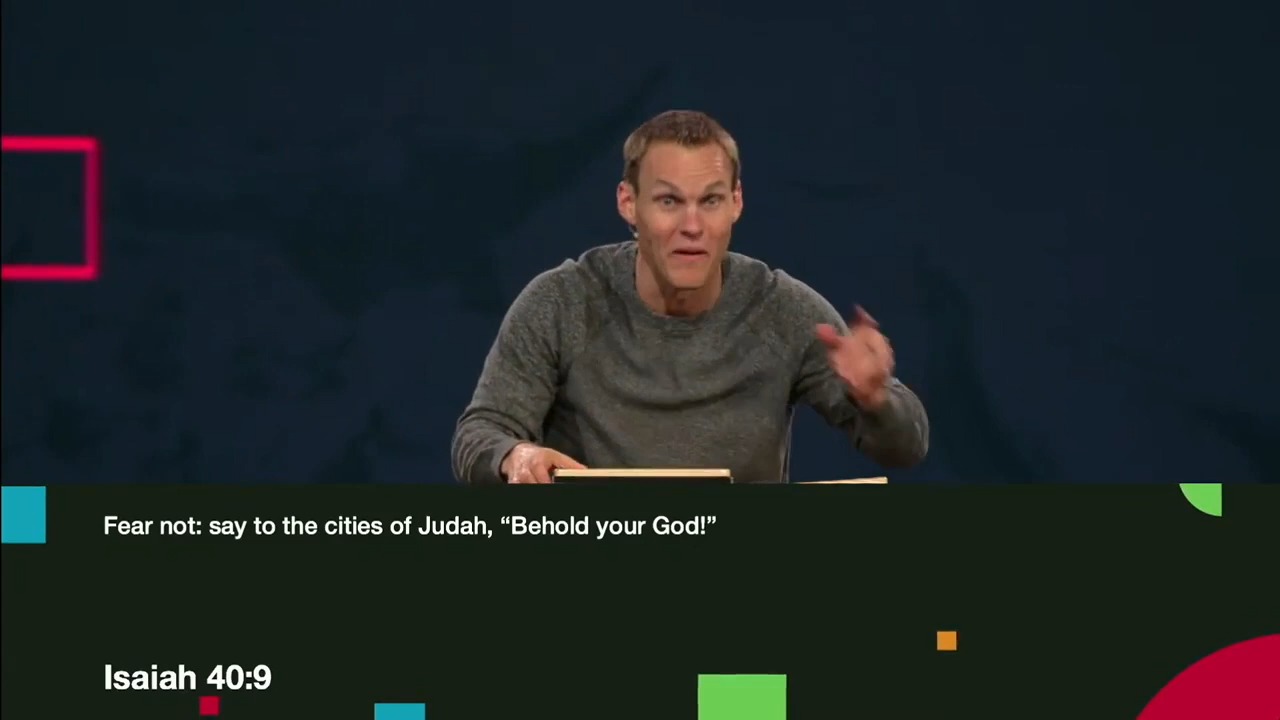 Fear not: say to the cities of Judah, “Behold your God!”
Isaiah 40:9